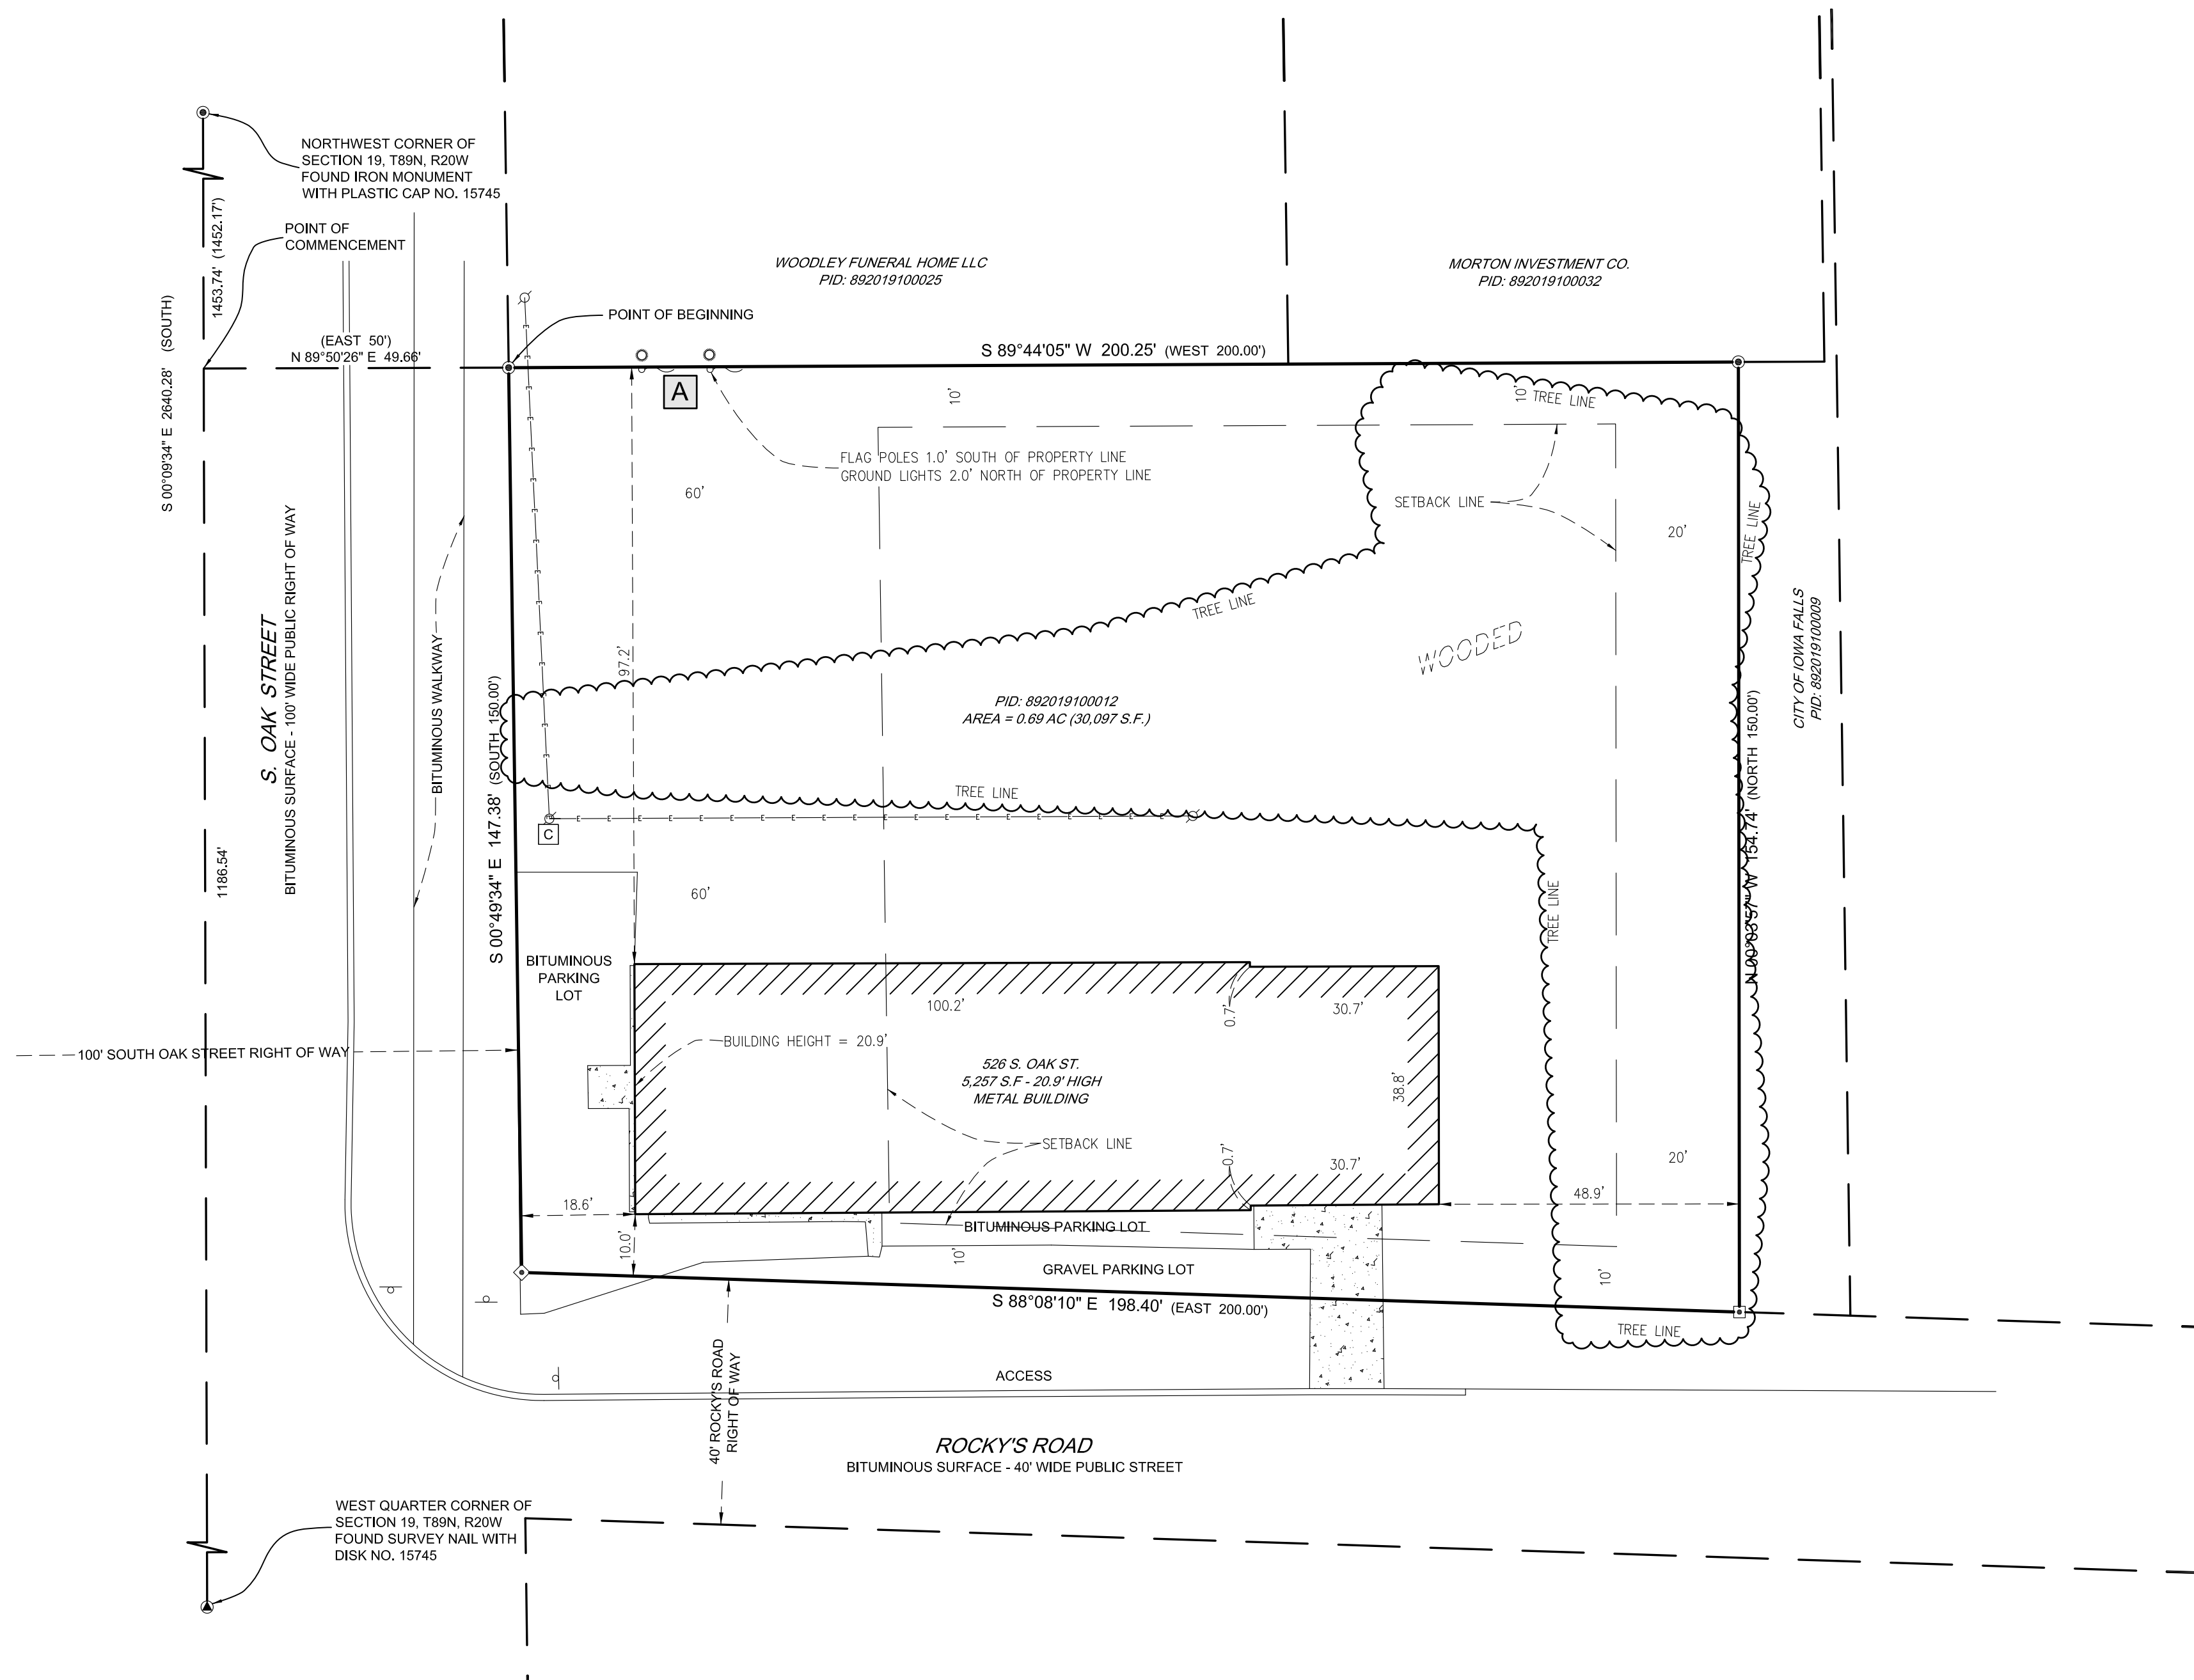 NORTHWEST CORNER OF
SECTION 19, T89N, R20W
FOUND IRON MONUMENT
WITH PLASTIC CAP NO. 15745
POINT OF
COMMENCEMENT
1453.74' (1452.17')
S 00°09'34" E 2640.28' (SOUTH)
(EAST 50')
N 89°50'26" E 49.66'
POINT OF BEGINNING
WOODLEY FUNERAL HOME LLC
PID: 892019100025
MORTON INVESTMENT CO.
PID: 892019100032
S 89°44'05" W 200.25' (WEST 200.00')
A
10'
10'
TREE LINE
FLAG POLES 1.0' SOUTH OF PROPERTY LINE
GROUND LIGHTS 2.0' NORTH OF PROPERTY LINE
60'
SETBACK LINE
20'
TREE LINE
S. OAK STREET
BITUMINOUS SURFACE - 100' WIDE PUBLIC RIGHT OF WAY
BITUMINOUS WALKWAY
97.2'
TREE LINE
WOODED
CITY OF IOWA FALLS
PID: 892019100009
PID: 892019100012
AREA = 0.69 AC (30,097 S.F.)
S 00°49'34" E 147.38' (SOUTH 150.00')
N 00°03'57" W 154.74' (NORTH 150.00')
TREE LINE
C
E E E E E E E E E E E E E E E E E E E E
1186.54'
60'
TREE LINE
BITUMINOUS
PARKING
LOT
100.2'
0.7'
30.7'
100' SOUTH OAK STREET RIGHT OF WAY
BUILDING HEIGHT = 20.9'
526 S. OAK ST.
5,257 S.F - 20.9' HIGH
METAL BUILDING
38.8'
SETBACK LINE
0.7'
30.7'
20'
18.6'
48.9'
BITUMINOUS PARKING LOT
10.0'
10'
GRAVEL PARKING LOT
10'
S 88°08'10" E 198.40' (EAST 200.00')
TREE LINE
ACCESS
40' ROCKY'S ROAD
RIGHT OF WAY
ROCKY'S ROAD
BITUMINOUS SURFACE - 40' WIDE PUBLIC STREET
WEST QUARTER CORNER OF
SECTION 19, T89N, R20W
FOUND SURVEY NAIL WITH
DISK NO. 15745